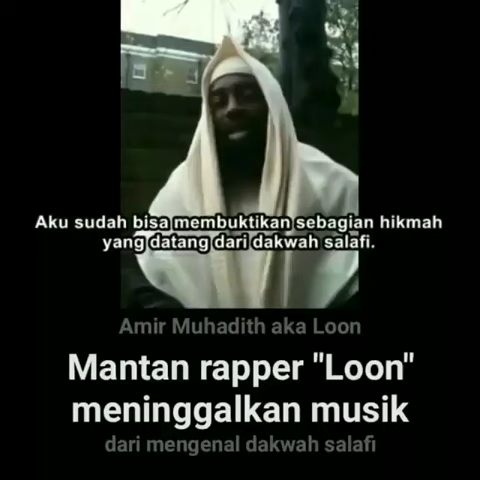 Aku sudah bisa membuktikan sebagian hikmah
yang datang dari dakwah salafi.
Amir Muhadith aka Loon
Mantan rapper "Loon"
meninggalkan musik
dari mengenal dakwah salafi